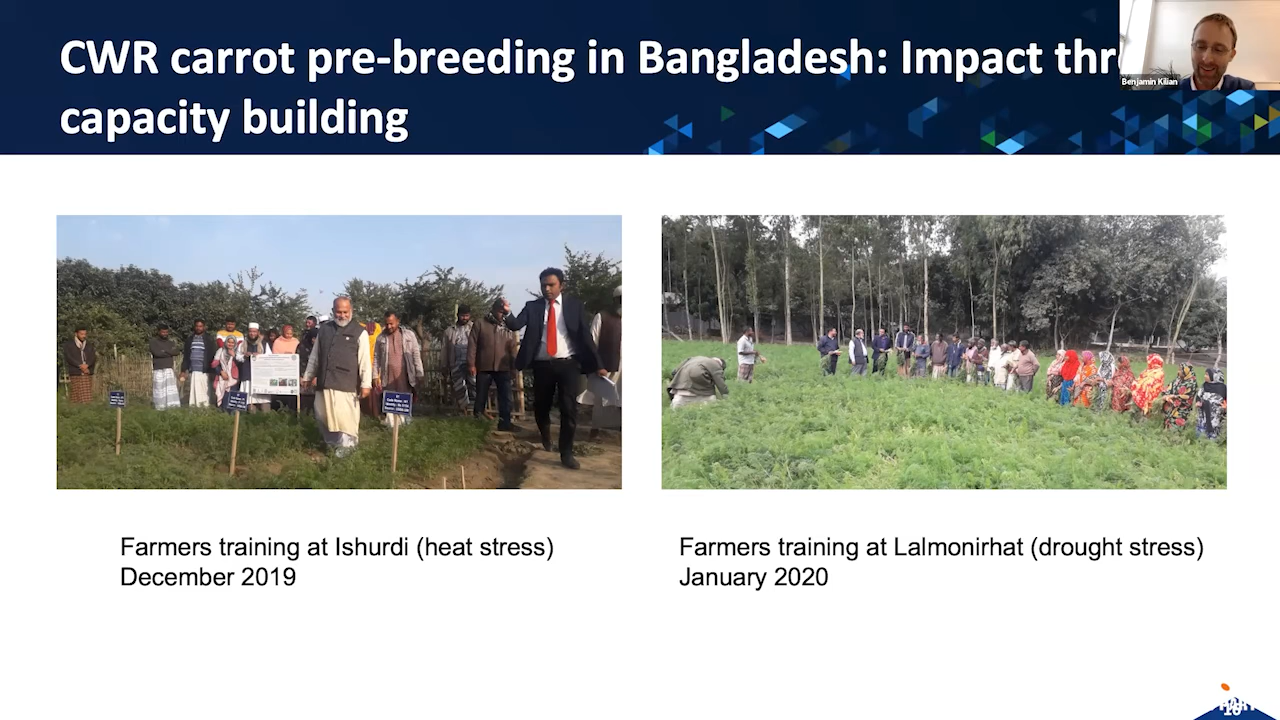 CWR carrot pre-breeding in Bangladesh: Impact thr
capacity building
Benjamin Kilian
Farmers training at Ishurdi (heat stress)
December 2019
Farmers training at Lalmonirhat (drought stress)
January 2020